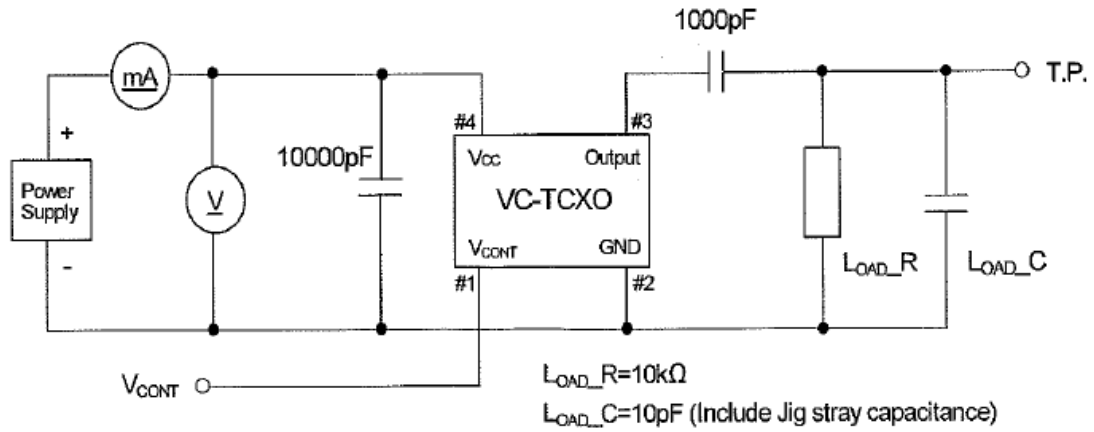 1000pF
mA
T.P.
+
#4
#3
10000pF
Vcc
Output
Power
Supply
V
VC-TCXO
VCONT
GND
-
#1
#2
LOAD_R
LOAD_C
VCONT
LOAD_R=10kΩ
LOAD_C=10pF (Include Jig stray capacitance)